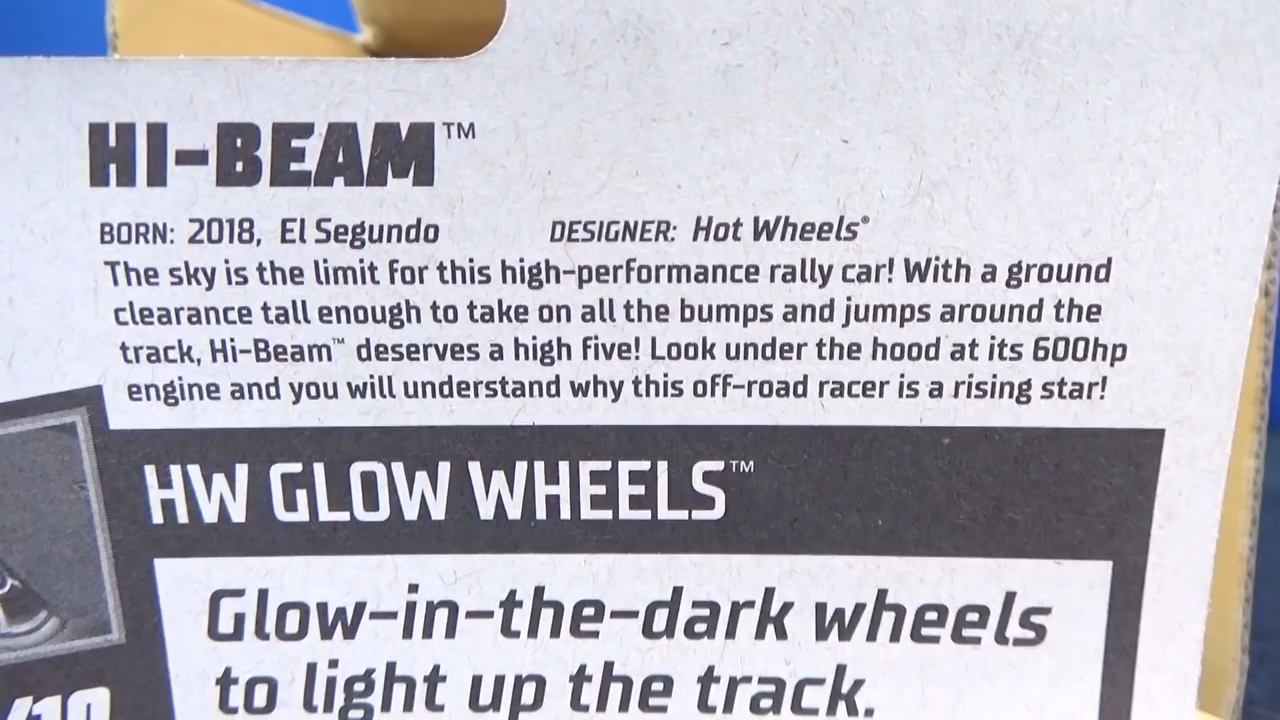 HI-BEAM™
BORN: 2018, El Segundo DESIGNER: Hot Wheels®
The sky is the limit for this high-performance rally car! With a ground
clearance tall enough to take on all the bumps and jumps around the
track, Hi-Beam™ deserves a high five! Look under the hood at its 600hp
engine and you will understand why this off-road racer is a rising star!
HW GLOW WHEELS™
Glow-in-the-dark wheels
to light up the track.
/10